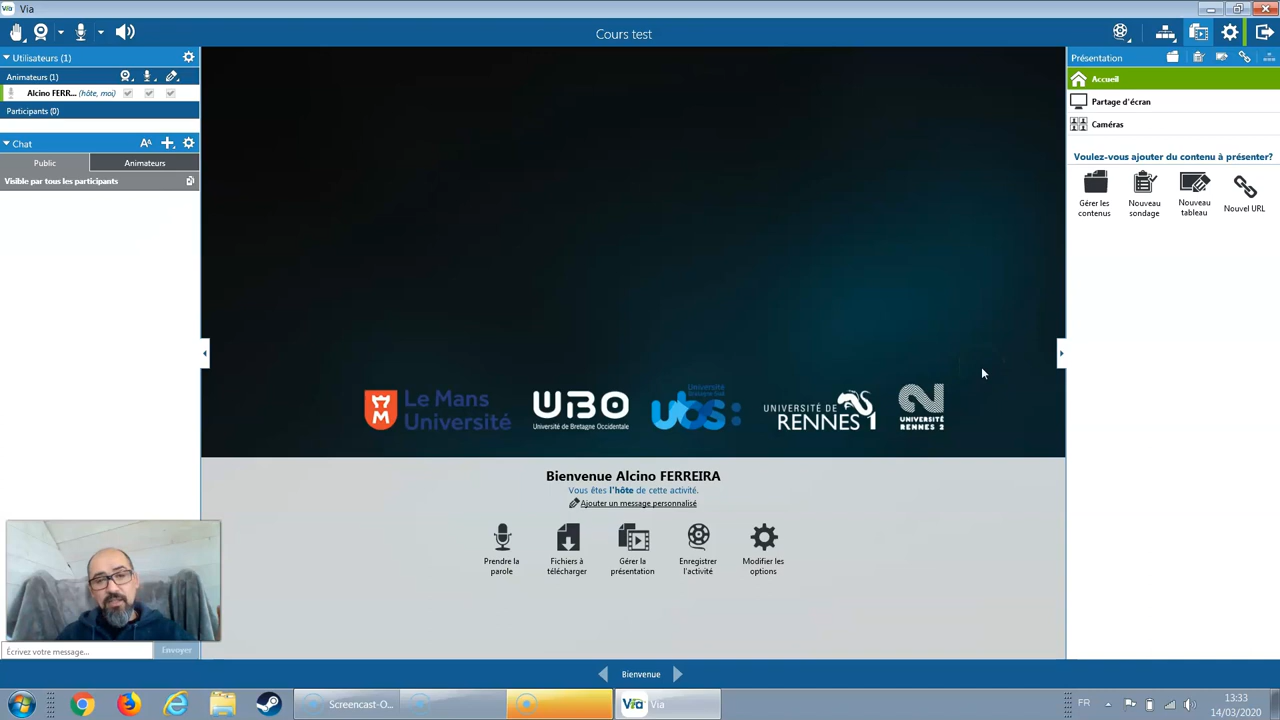 Via
Cours test
Utilisateurs (1)
Animateurs (1)
Alcino FERR... (hôte, moi)
Participants (0)
Chat
AA
Public
Animateurs
Visible par tous les participants
Écrivez votre message...
Envoyer
Le Mans
Université
UBO
Université de Bretagne Occidentale
Université
Bretagne Sud
ubs:
UNIVERSITÉ DE
RENNES 1
UNIVERSITÉ
RENNES 2
Bienvenue Alcino FERREIRA
Vous êtes l'hôte de cette activité.
Ajouter un message personnalisé
Prendre la
parole
Fichiers à
télécharger
Gérer la
présentation
Enregistrer
l'activité
Modifier les
options
Bienvenue
Présentation
Accueil
Partage d'écran
Caméras
Voulez-vous ajouter du contenu à présenter?
Gérer les
contenus
Nouveau
sondage
Nouveau
tableau
Nouvel URL
Screencast-O...
Via
Via
FR
13:33
14/03/2020